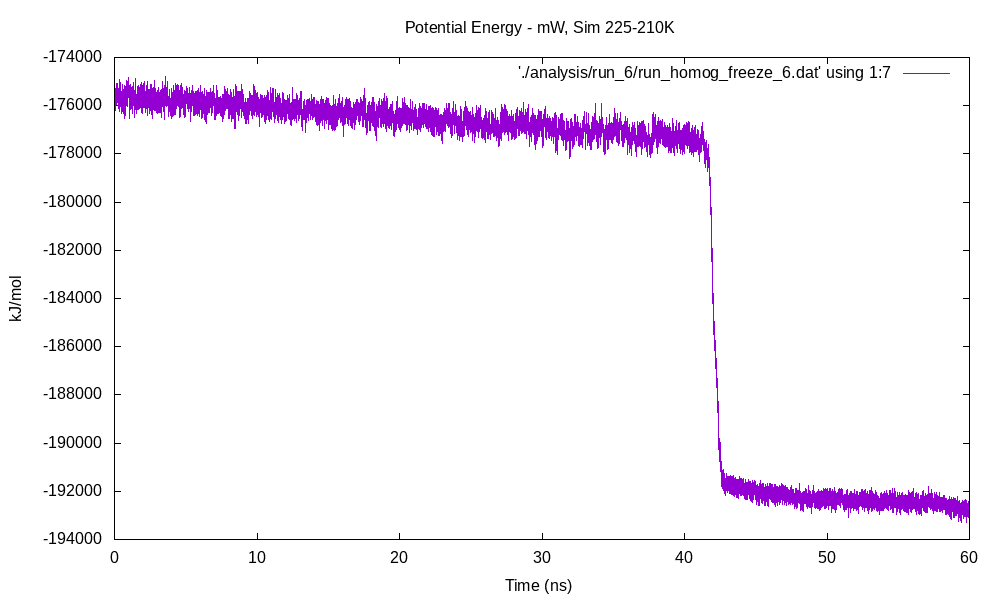 Potential Energy - mW, Sim 225-210K
'./analysis/run_6/run_homog_freeze_6.dat' using 1:7
-174000
-176000
-178000
-180000
-182000
-184000
-186000
-188000
-190000
-192000
-194000
kJ/mol
0 10 20 30 40 50 60
Time (ns)